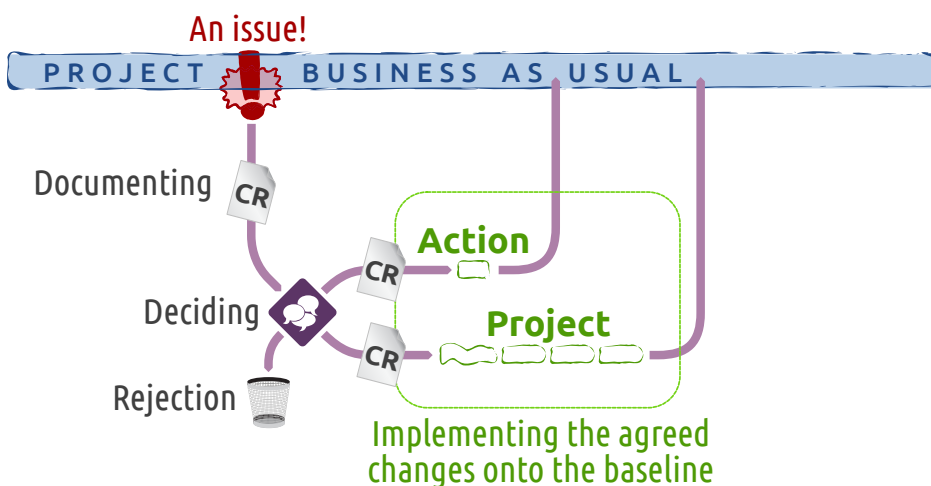 An issue!
PROJECT BUSINESS AS USUAL
Documenting
CR
Action
CR
Deciding
Project
CR
Rejection
Implementing the agreed
changes onto the baseline